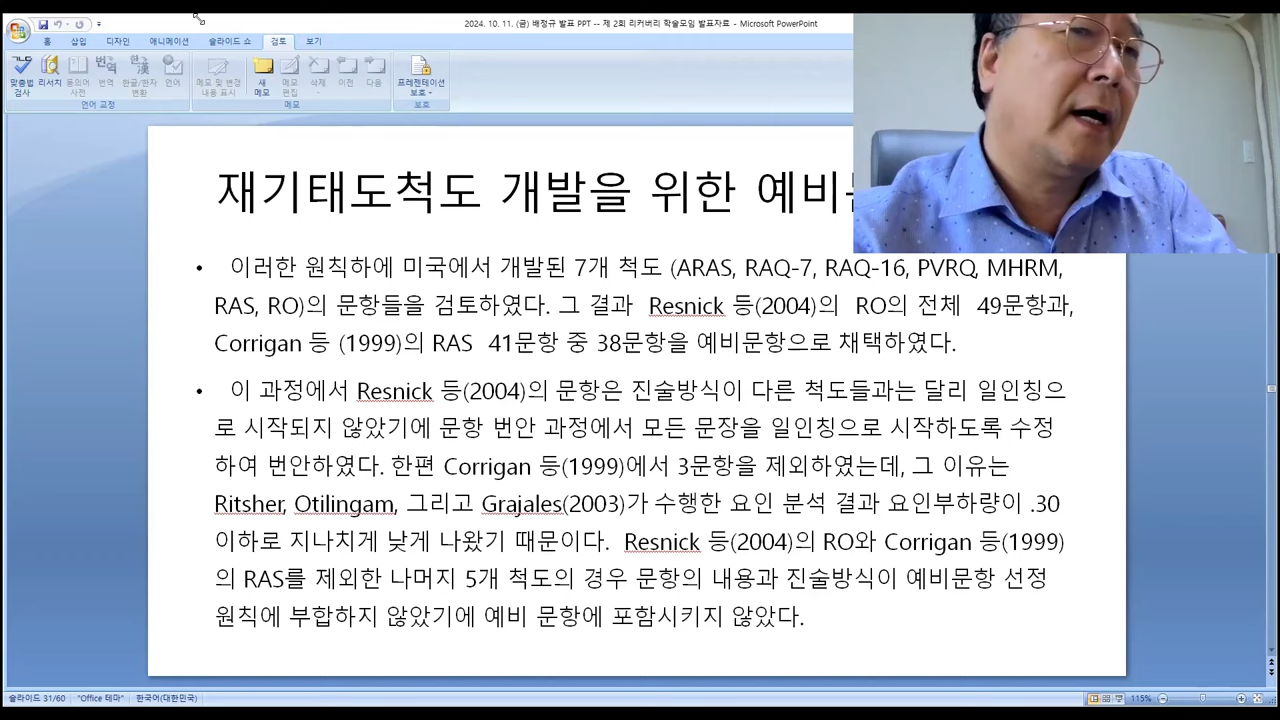 2024. 10. 11. (금) 배정규 발표 PPT -- 제 2회 리커버리 학술모임 발표자료 - Microsoft PowerPoint
홈 삽입 디자인 애니메이션 슬라이드 쇼 검토 보기
맞춤법 검사 리서치 동의어 사전 번역 한글/한자 변환 언어 메모 및 변경 내용 표시 새 메모 메모 편집 삭제 이전 다음 프레젠테이션 보호
언어 교정 메모 보호
재기태도척도 개발을 위한 예비
• 이러한 원칙하에 미국에서 개발된 7개 척도 (ARAS, RAQ-7, RAQ-16, PVRQ, MHRM,
RAS, RO)의 문항들을 검토하였다. 그 결과 Resnick 등(2004)의 RO의 전체 49문항과,
Corrigan 등 (1999)의 RAS 41문항 중 38문항을 예비문항으로 채택하였다.
• 이 과정에서 Resnick 등(2004)의 문항은 진술방식이 다른 척도들과는 달리 일인칭으
로 시작되지 않았기에 문항 번안 과정에서 모든 문장을 일인칭으로 시작하도록 수정
하여 번안하였다. 한편 Corrigan 등(1999)에서 3문항을 제외하였는데, 그 이유는
Ritsher, Otilingam, 그리고 Grajales(2003)가 수행한 요인 분석 결과 요인부하량이 .30
이하로 지나치게 낮게 나왔기 때문이다. Resnick 등(2004)의 RO와 Corrigan 등(1999)
의 RAS를 제외한 나머지 5개 척도의 경우 문항의 내용과 진술방식이 예비문항 선정
원칙에 부합하지 않았기에 예비 문항에 포함시키지 않았다.
슬라이드 31/60 "Office 테마" 한국어(대한민국) 115%